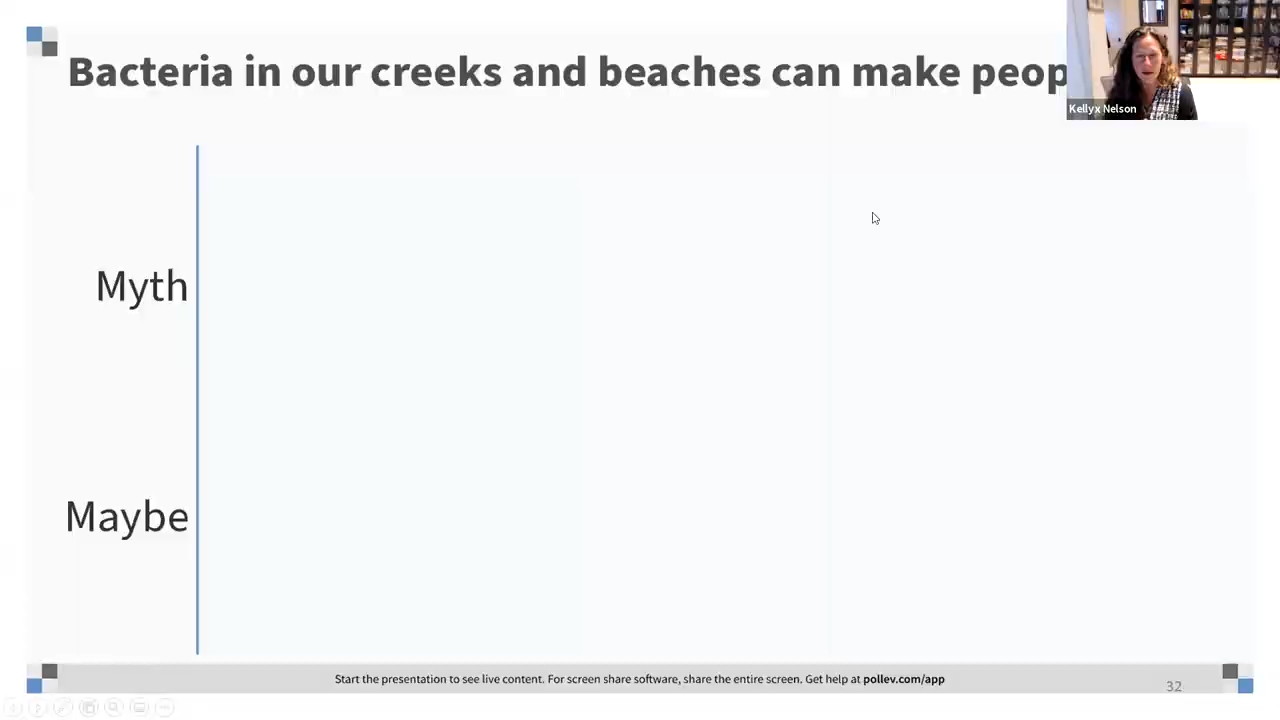 Bacteria in our creeks and beaches can make peop
Kellyx Nelson
Myth
Maybe
Start the presentation to see live content. For screen share software, share the entire screen. Get help at pollev.com/app
32